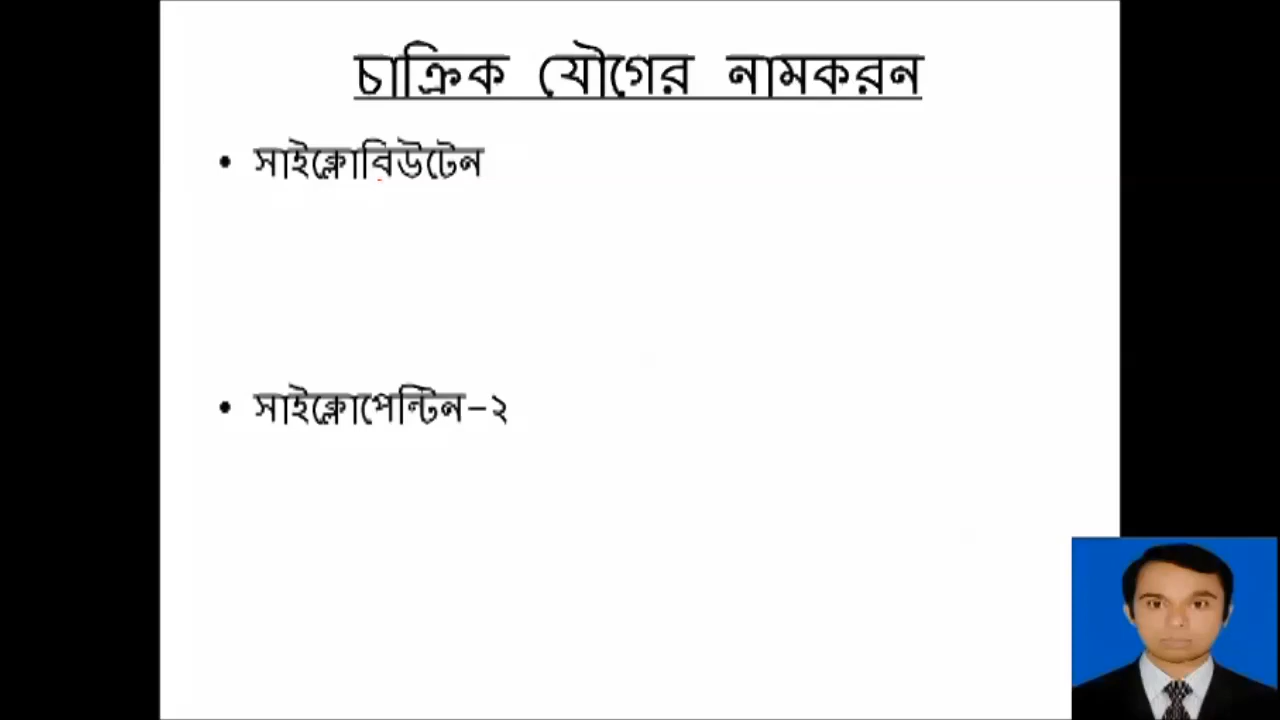 চাক্রিক যৌগের নামকরন
• সাইক্লোবিউটেন
• সাইক্লোপেন্টিন-২